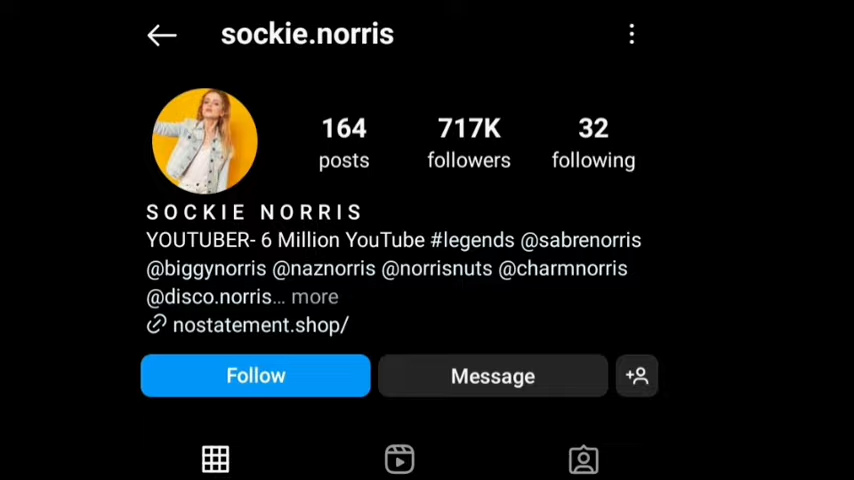 sockie.norris
164 717K 32
posts followers following
SOCKIE NORRIS
YOUTUBER- 6 Million YouTube #legends @sabrenorris
@biggynorris @naznorris @norrisnuts @charmnorris
@disco.norris... more
nostatement.shop/
Follow Message